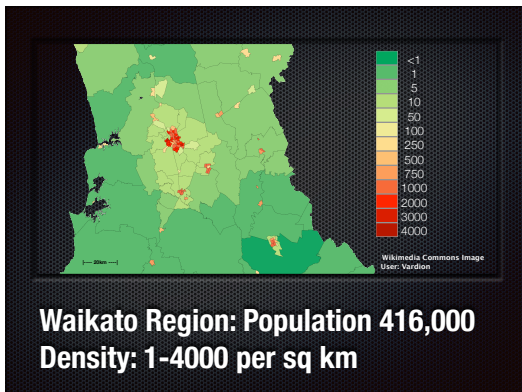 <1
1
5
10
50
100
250
500
750
1000
2000
3000
4000
20km
Wikimedia Commons Image
User: Vardion
Waikato Region: Population 416,000
Density: 1-4000 per sq km